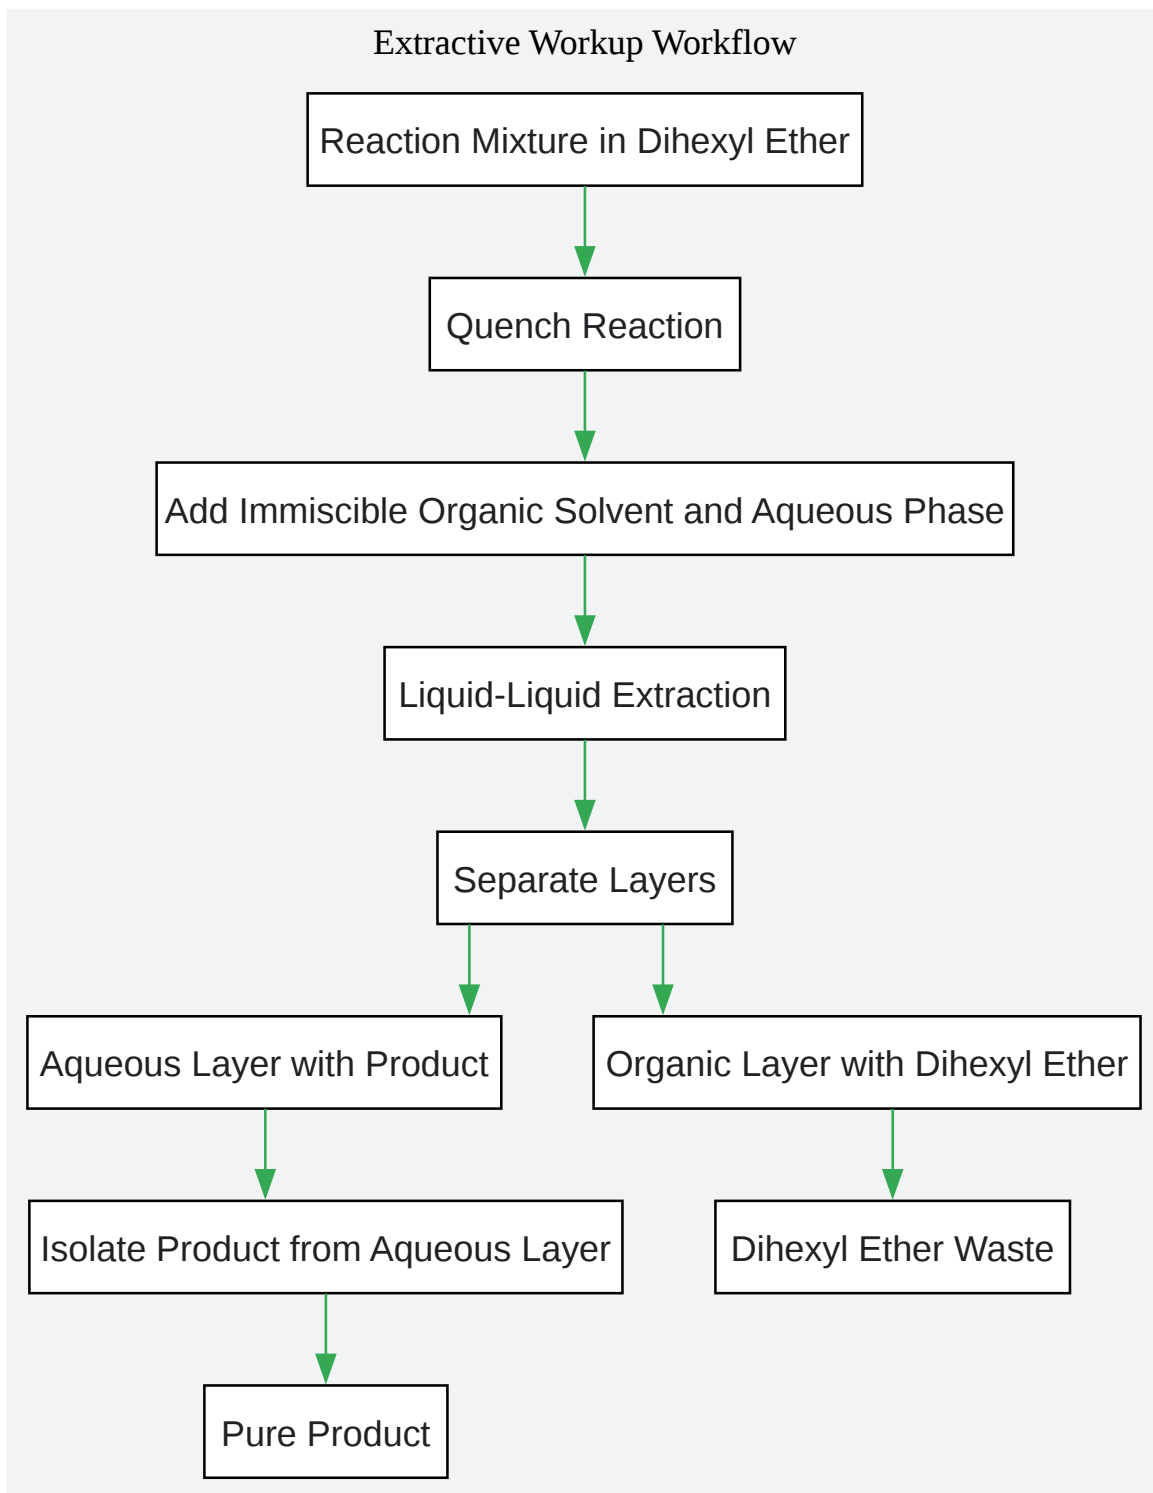 Extractive Workup Workflow
Reaction Mixture in Dihexyl Ether
Quench Reaction
Add Immiscible Organic Solvent and Aqueous Phase
Liquid-Liquid Extraction
Separate Layers
Aqueous Layer with Product
Organic Layer with Dihexyl Ether
Isolate Product from Aqueous Layer
Dihexyl Ether Waste
Pure Product